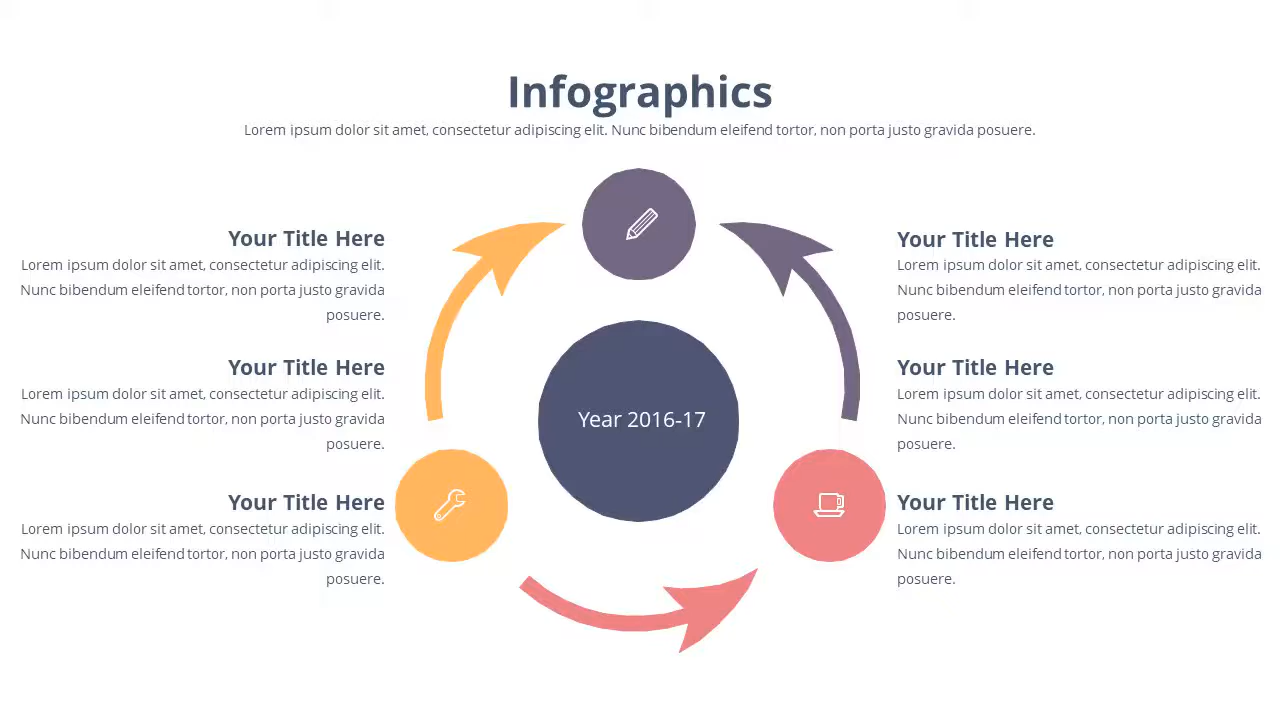 Infographics
Lorem ipsum dolor sit amet, consectetur adipiscing elit. Nunc bibendum eleifend tortor, non porta justo gravida posuere.
Your Title Here
Lorem ipsum dolor sit amet, consectetur adipiscing elit.
Nunc bibendum eleifend tortor, non porta justo gravida
posuere.
Your Title Here
Lorem ipsum dolor sit amet, consectetur adipiscing elit.
Nunc bibendum eleifend tortor, non porta justo gravida
posuere.
Your Title Here
Lorem ipsum dolor sit amet, consectetur adipiscing elit.
Nunc bibendum eleifend tortor, non porta justo gravida
posuere.
Year 2016-17
Your Title Here
Lorem ipsum dolor sit amet, consectetur adipiscing elit.
Nunc bibendum eleifend tortor, non porta justo gravida
posuere.
Your Title Here
Lorem ipsum dolor sit amet, consectetur adipiscing elit.
Nunc bibendum eleifend tortor, non porta justo gravida
posuere.
Your Title Here
Lorem ipsum dolor sit amet, consectetur adipiscing elit.
Nunc bibendum eleifend tortor, non porta justo gravida
posuere.